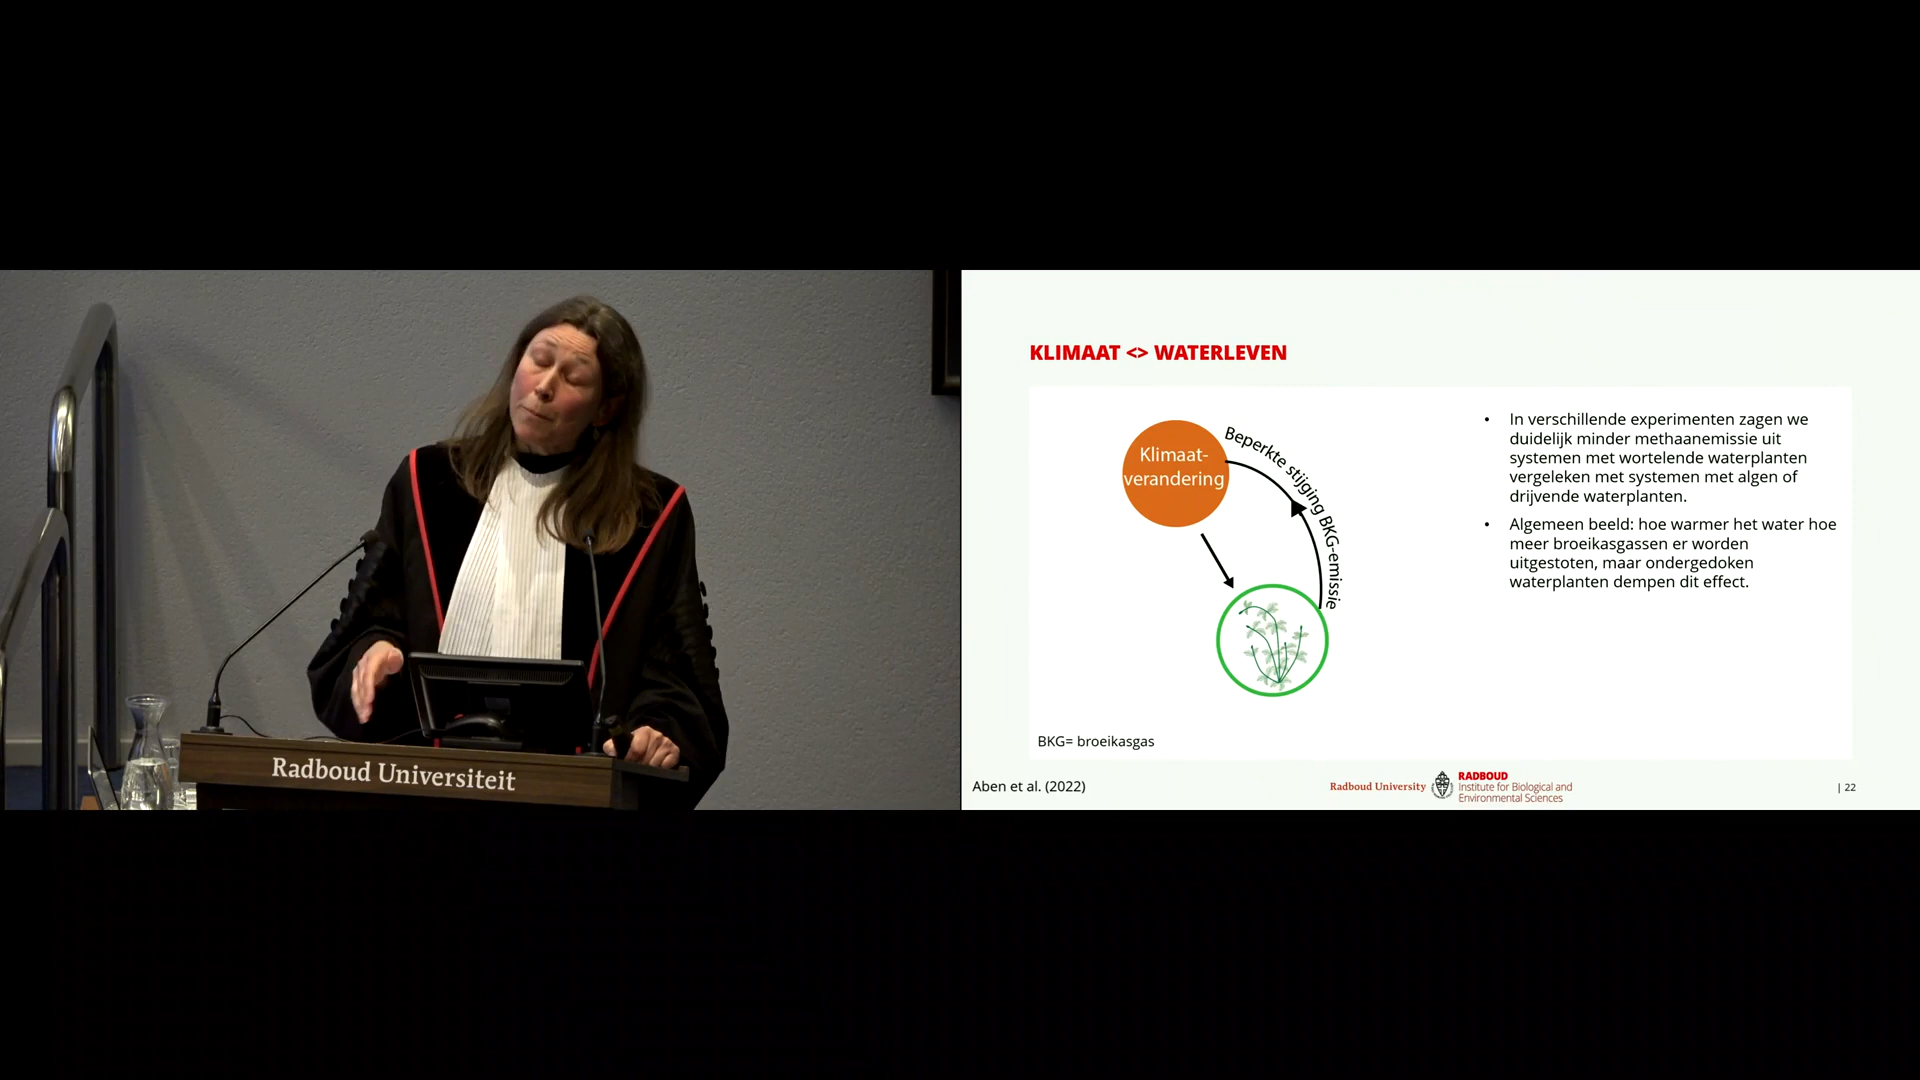 Radboud Universiteit
KLIMAAT <> WATERLEVEN
Klimaat-
verandering
Beperkte stijging BKG-emissie
• In verschillende experimenten zagen we
duidelijk minder methaanemissie uit
systemen met wortelende waterplanten
vergeleken met systemen met algen of
drijvende waterplanten.
• Algemeen beeld: hoe warmer het water hoe
meer broeikasgassen er worden
uitgestoten, maar ondergedoken
waterplanten dempen dit effect.
BKG= broeikasgas
Aben et al. (2022)
Radboud University
RADBOUD
Institute for Biological and
Environmental Sciences
| 22